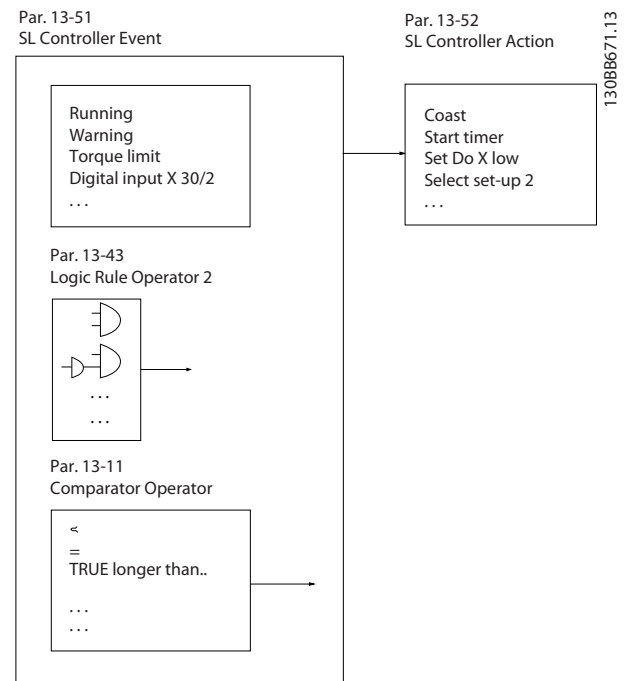 Par. 13-51
SL Controller Event
Par. 13-52
SL Controller Action
130BB671.13
Running
Warning
Torque limit
Digital input X 30/2
. . .
Coast
Start timer
Set Do X low
Select set-up 2
. . .
Par. 13-43
Logic Rule Operator 2
. . .
. . .
Par. 13-11
Comparator Operator
<
=
TRUE longer than..
. . .
. . .